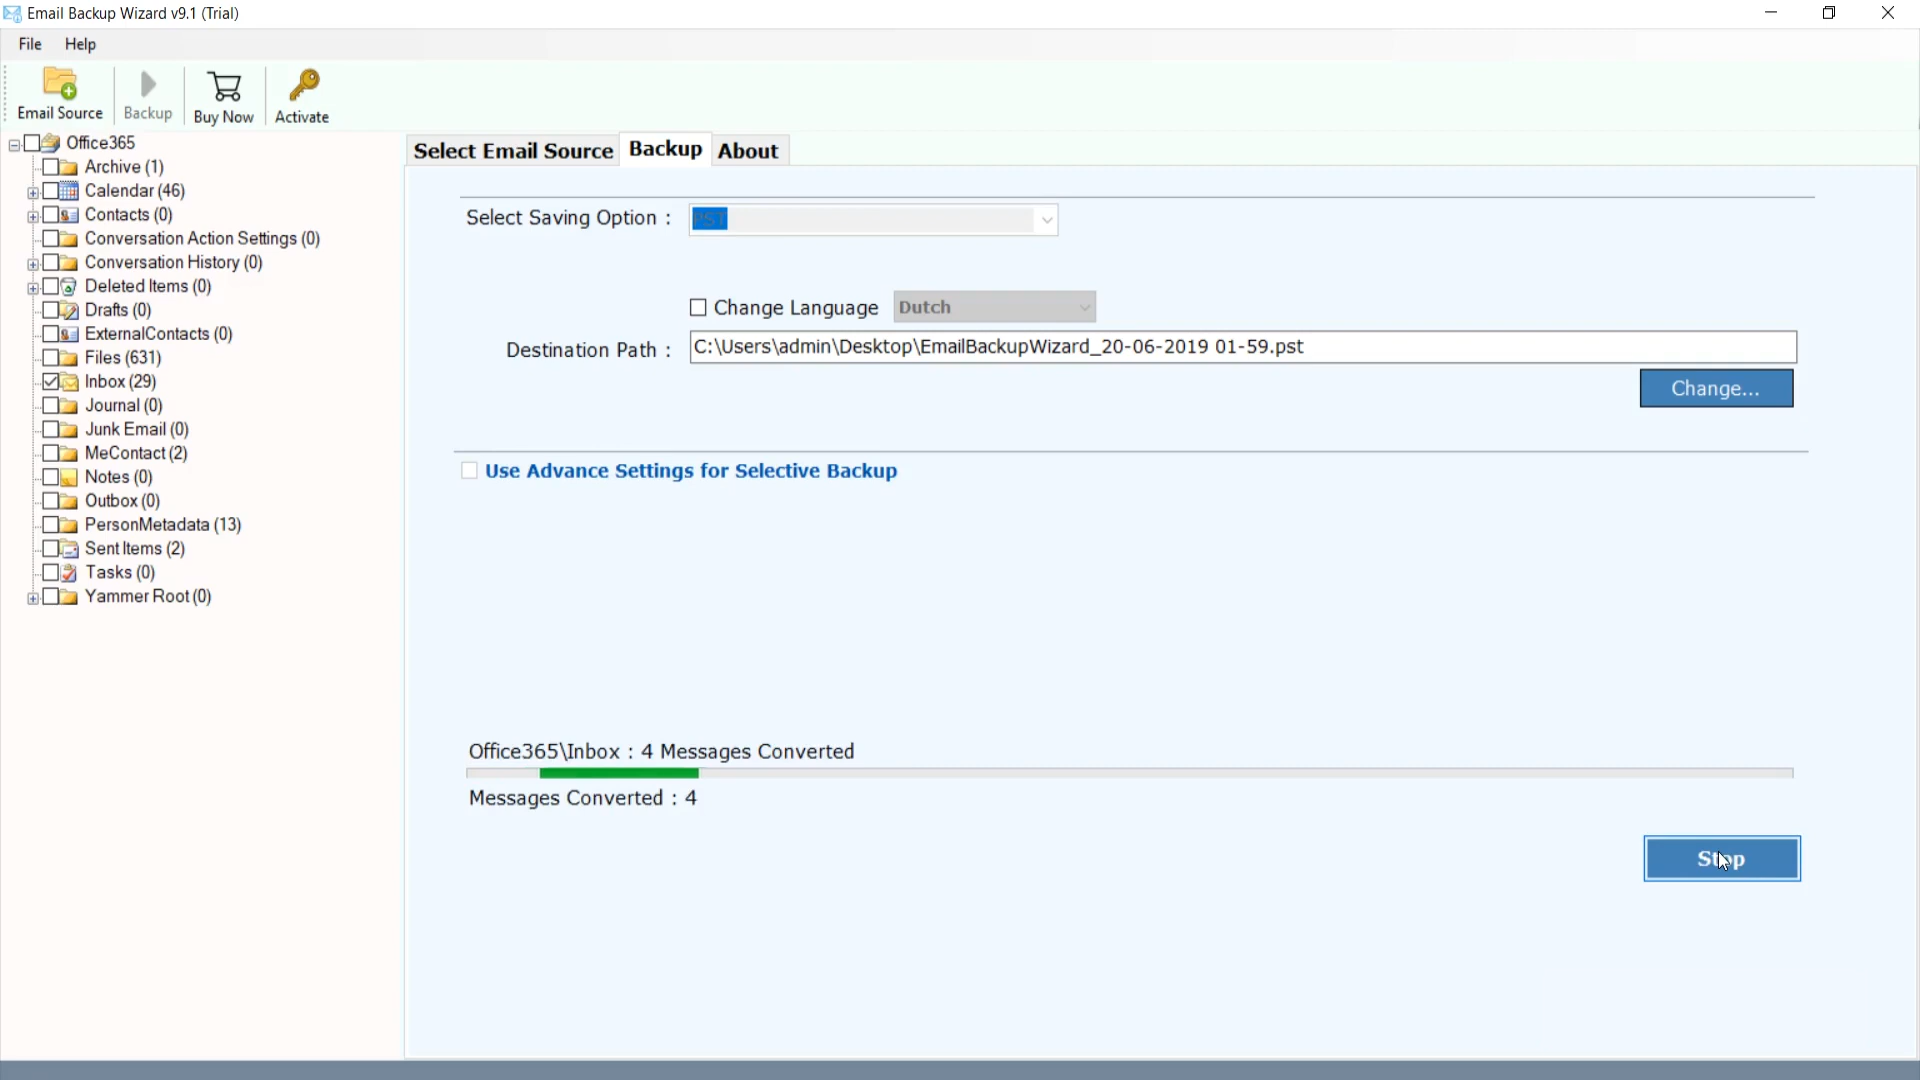 Email Backup Wizard v9.1 (Trial)
File Help
Email Source Backup Buy Now Activate
Office365
Archive (1)
Calendar (46)
Contacts (0)
Conversation Action Settings (0)
Conversation History (0)
Deleted Items (0)
Drafts (0)
ExternalContacts (0)
Files (631)
Inbox (29)
Journal (0)
Junk Email (0)
MeContact (2)
Notes (0)
Outbox (0)
PersonMetadata (13)
Sent Items (2)
Tasks (0)
Yammer Root (0)
Select Email Source Backup About
Select Saving Option : PST
Change Language Dutch
Destination Path : C:\Users\admin\Desktop\EmailBackupWizard_20-06-2019 01-59.pst
Change...
Use Advance Settings for Selective Backup
Office365\Inbox : 4 Messages Converted
Messages Converted : 4
Stop